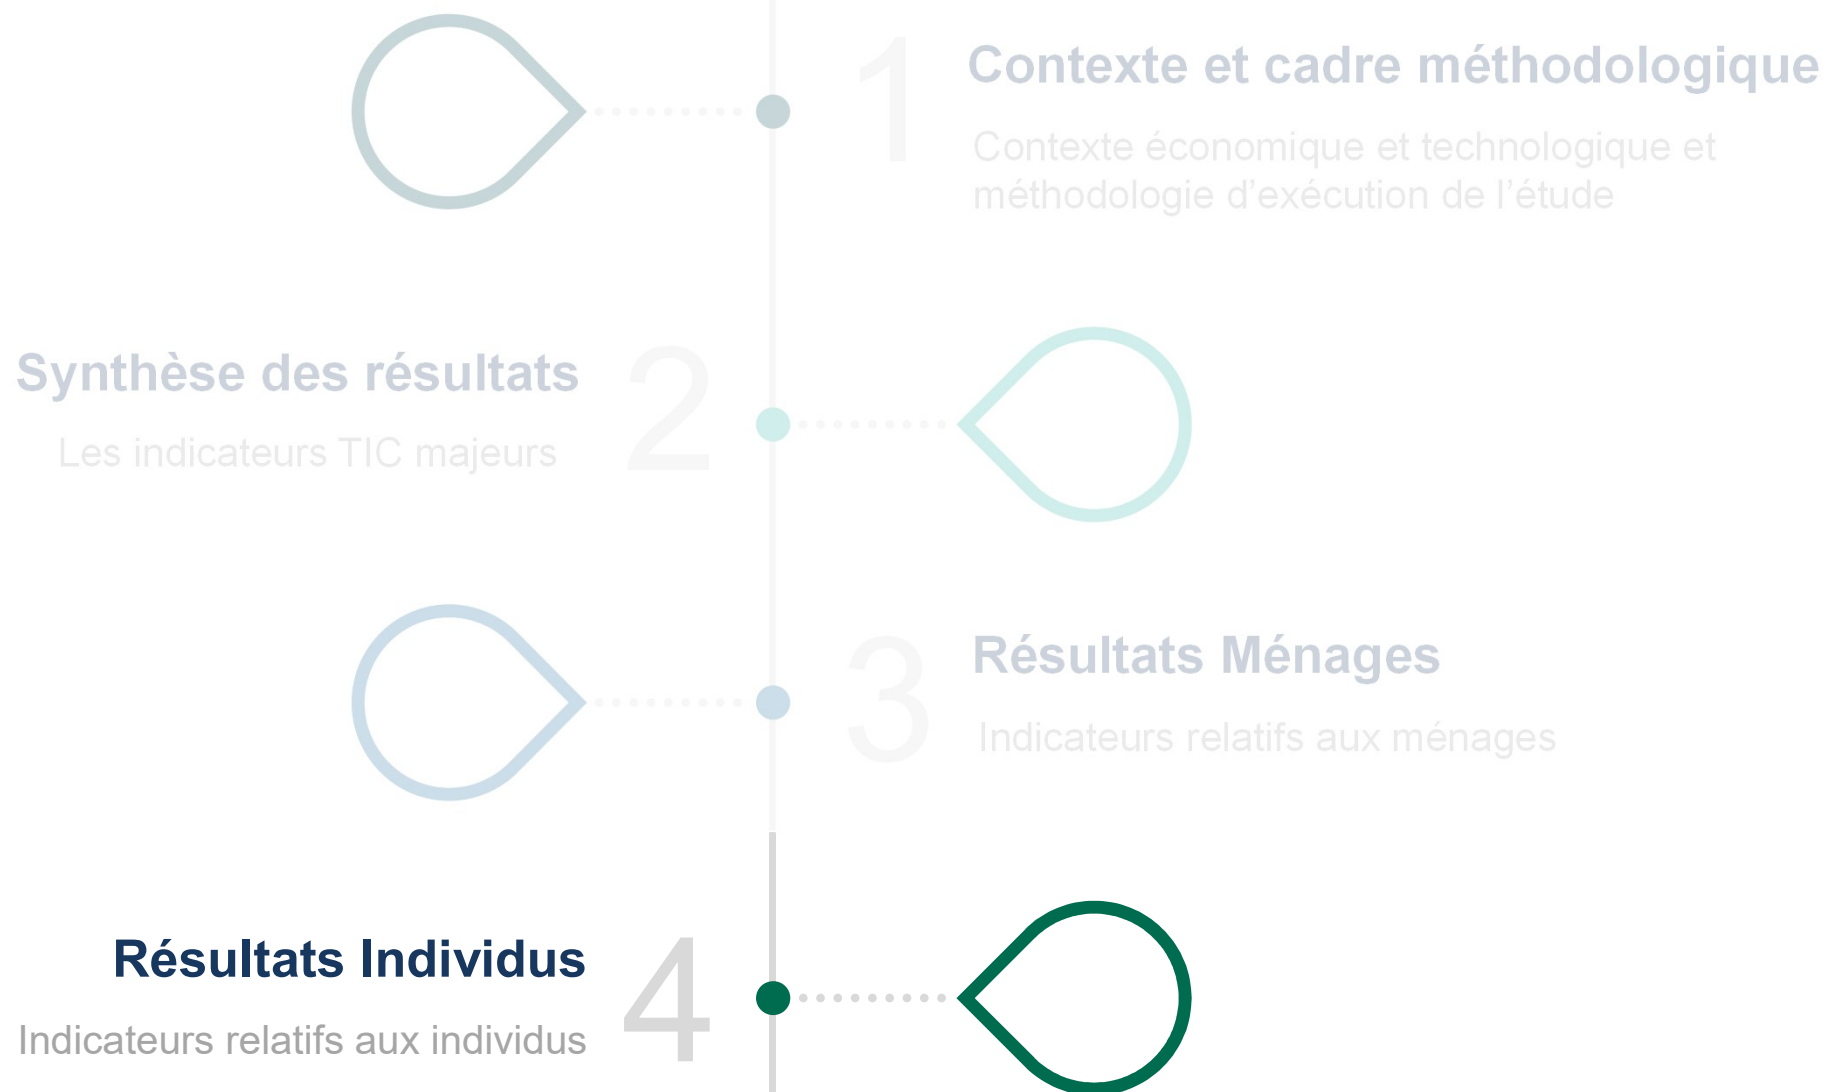 1
Contexte et cadre méthodologique
Contexte économique et technologique et
méthodologie d’exécution de l’étude
Synthèse des résultats
2
Les indicateurs TIC majeurs
3
Résultats Ménages
Indicateurs relatifs aux ménages
Résultats Individus
4
Indicateurs relatifs aux individus